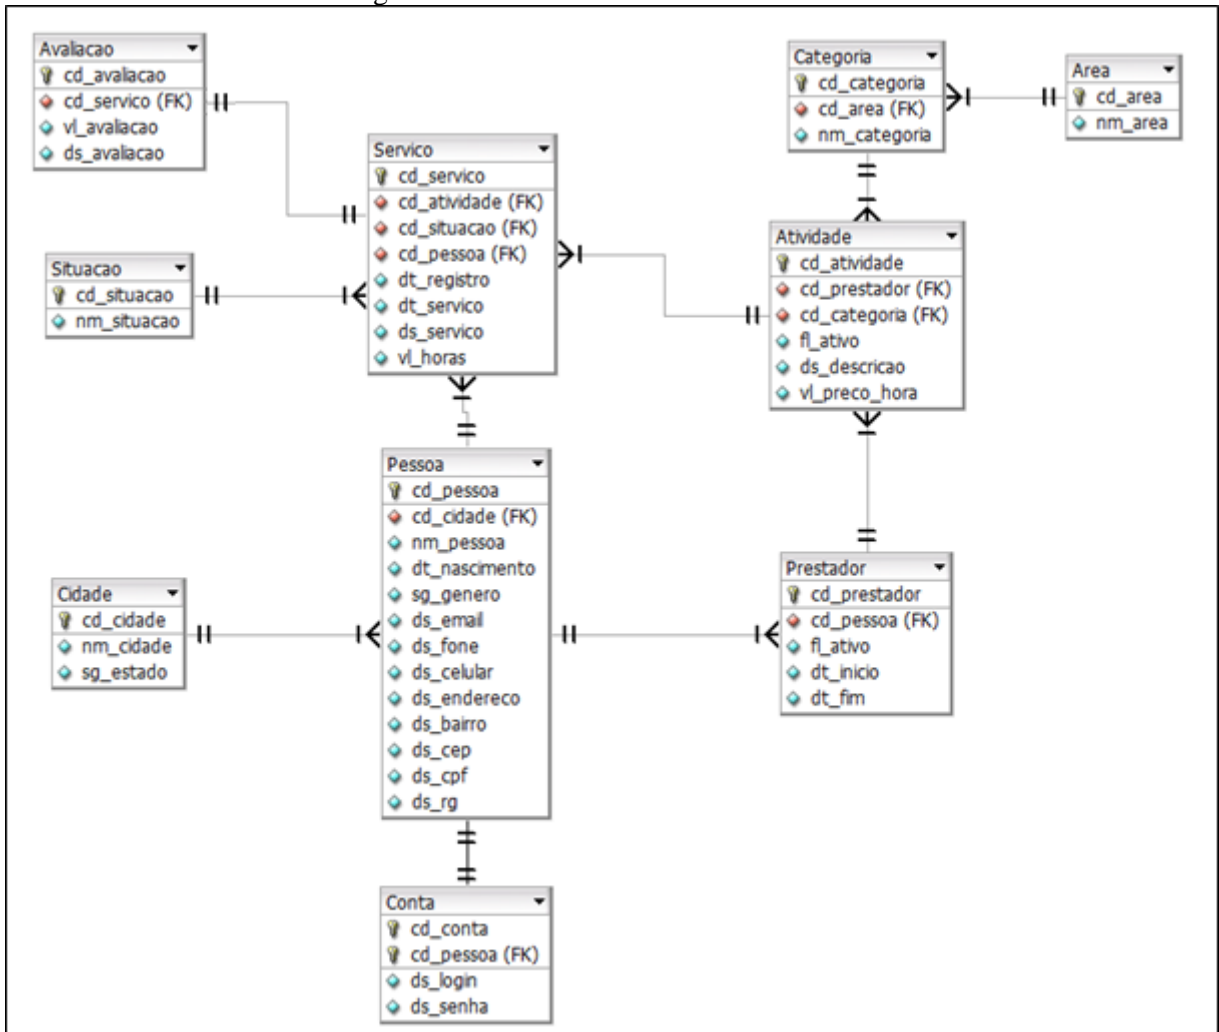 Avaliacao
cd_avaliacao
cd_servico (FK)
vl_avaliacao
ds_avaliacao
Categoria
cd_categoria
cd_area (FK)
nm_categoria
Area
cd_area
nm_area
Servico
cd_servico
cd_atividade (FK)
cd_situacao (FK)
cd_pessoa (FK)
dt_registro
dt_servico
ds_servico
vl_horas
Situacao
cd_situacao
nm_situacao
Atividade
cd_atividade
cd_prestador (FK)
cd_categoria (FK)
fl_ativo
ds_descricao
vl_preco_hora
Pessoa
cd_pessoa
cd_cidade (FK)
nm_pessoa
dt_nascimento
sg_genero
ds_email
ds_fone
ds_celular
ds_endereco
ds_bairro
ds_cep
ds_cpf
ds_rg
Cidade
cd_cidade
nm_cidade
sg_estado
Prestador
cd_prestador
cd_pessoa (FK)
fl_ativo
dt_inicio
dt_fim
Conta
cd_conta
cd_pessoa (FK)
ds_login
ds_senha